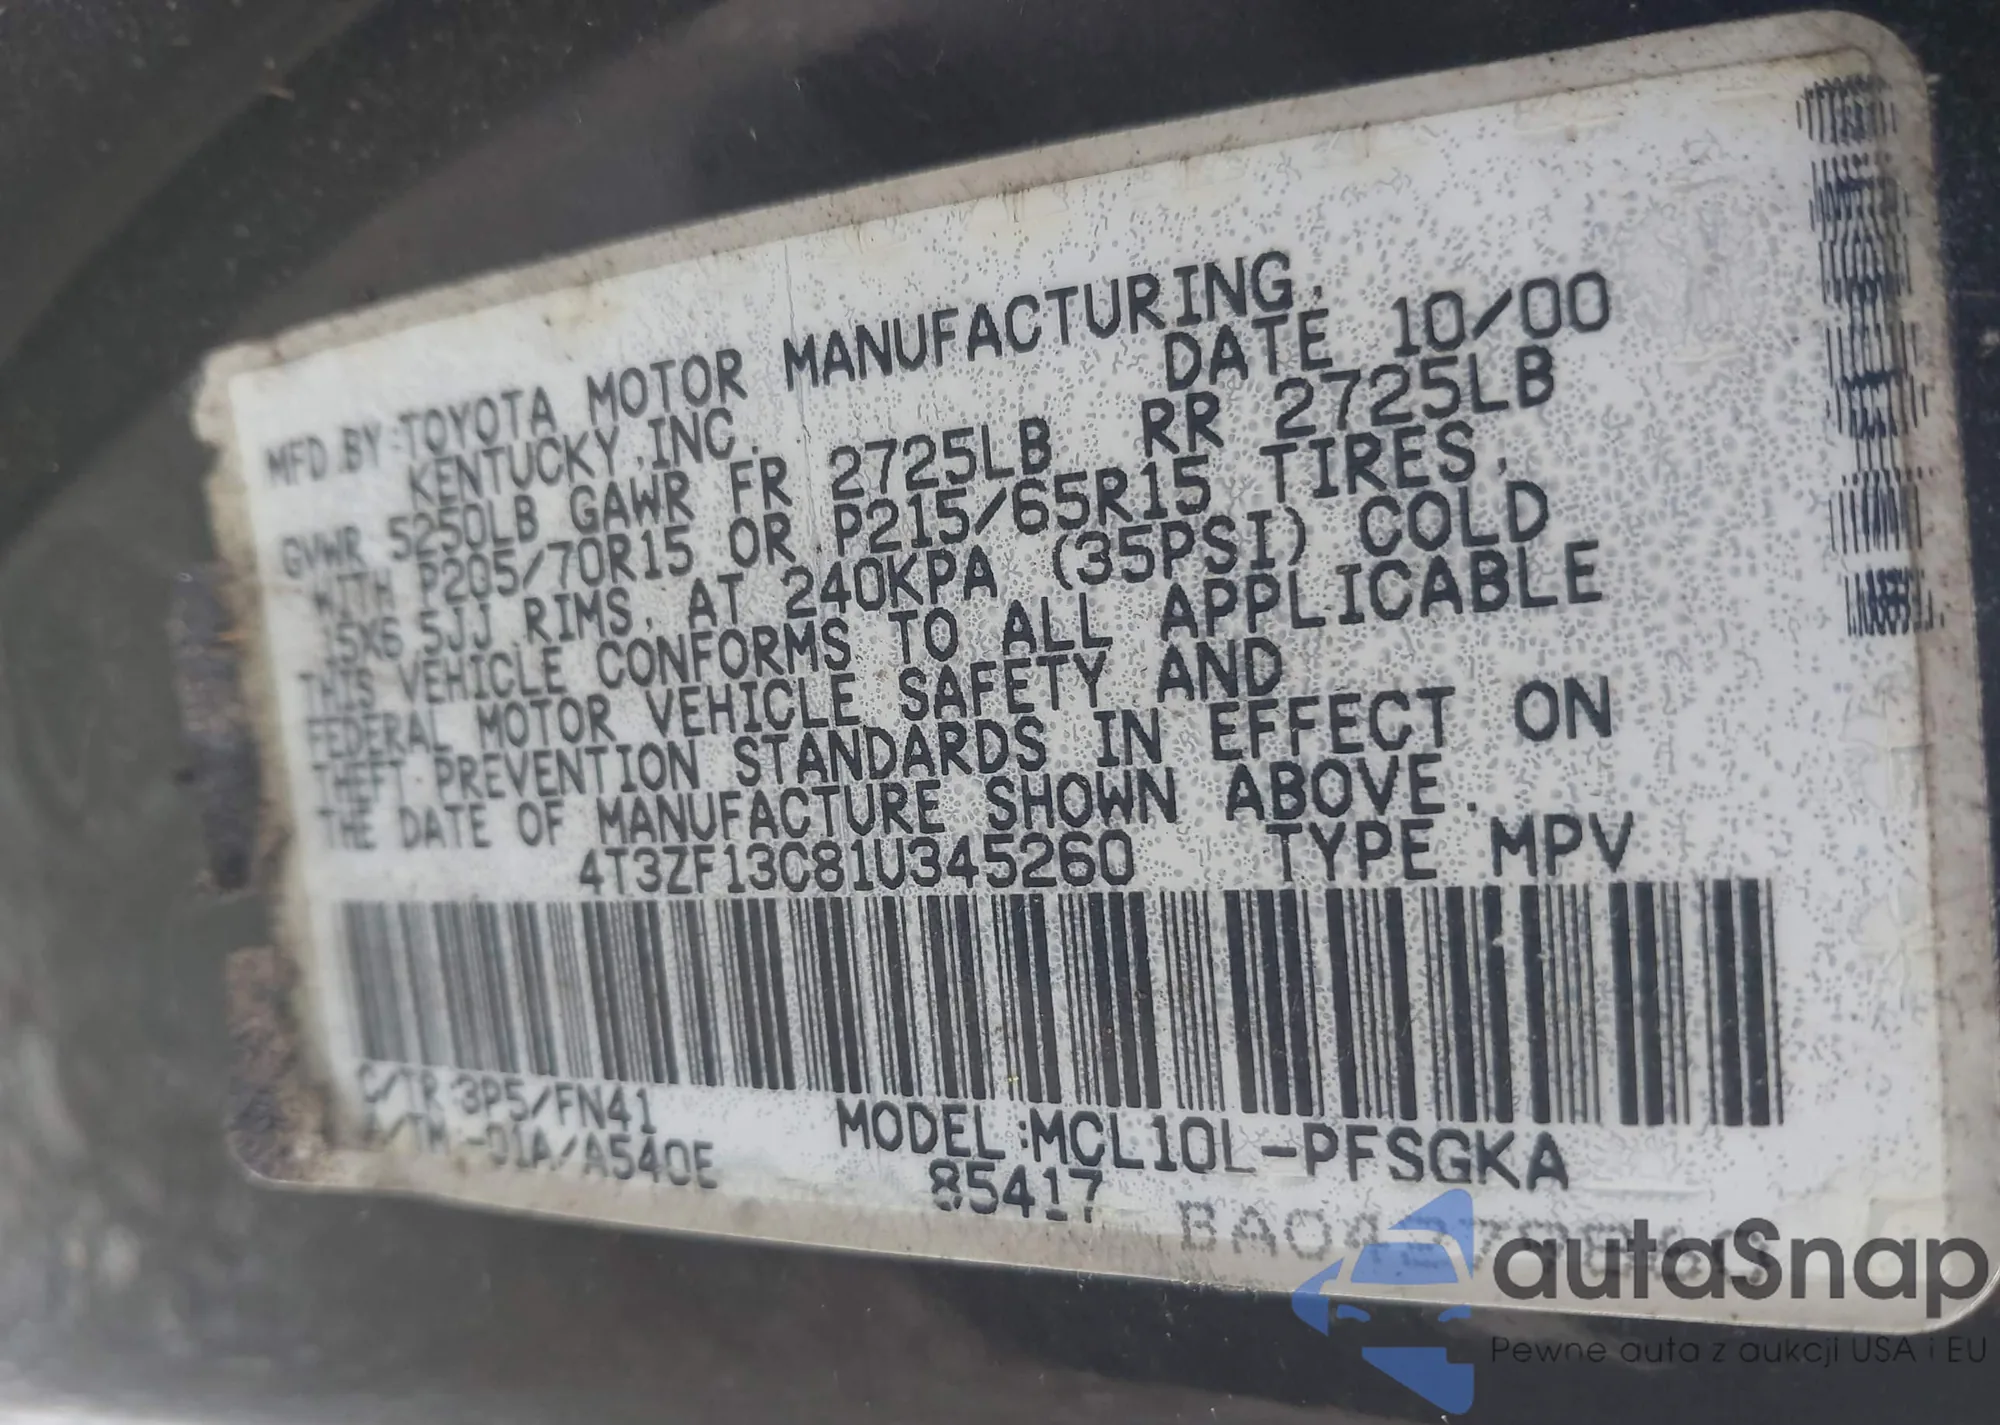 MFD.BY:TOYOTA MOTOR MANUFACTURING,
KENTUCKY,INC. DATE 10/00
GVWR 5250LB GAWR FR 2725LB RR 2725LB
WITH P205/70R15 OR P215/65R15 TIRES,
15X6.5JJ RIMS, AT 240KPA (35PSI) COLD
THIS VEHICLE CONFORMS TO ALL APPLICABLE
FEDERAL MOTOR VEHICLE SAFETY AND
THEFT PREVENTION STANDARDS IN EFFECT ON
THE DATE OF MANUFACTURE SHOWN ABOVE.
4T3ZF13C81U345260 TYPE MPV
C/TR 3P5/FN41 MODEL:MCL10L-PFSGKA
A/TM -01A/A540E 85417
autaSnap
Pewne auta z aukcji USA i EU